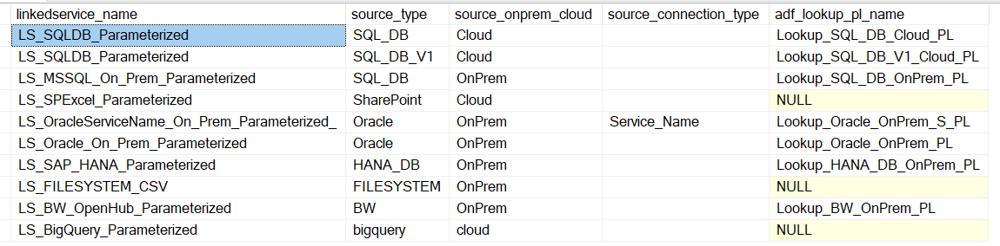 linkedservice_name source_type source_onprem_cloud source_connection_type adf_lookup_pl_name
LS_SQLDB_Parameterized SQL_DB Cloud Lookup_SQL_DB_Cloud_PL
LS_SQLDB_Parameterized SQL_DB_V1 Cloud Lookup_SQL_DB_V1_Cloud_PL
LS_MSSQL_On_Prem_Parameterized SQL_DB OnPrem Lookup_SQL_DB_OnPrem_PL
LS_SPExcel_Parameterized SharePoint Cloud NULL
LS_OracleServiceName_On_Prem_Parameterized_ Oracle OnPrem Service_Name Lookup_Oracle_OnPrem_S_PL
LS_Oracle_On_Prem_Parameterized Oracle OnPrem Lookup_Oracle_OnPrem_PL
LS_SAP_HANA_Parameterized HANA_DB OnPrem Lookup_HANA_DB_OnPrem_PL
LS_FILESYSTEM_CSV FILESYSTEM OnPrem NULL
LS_BW_OpenHub_Parameterized BW OnPrem Lookup_BW_OnPrem_PL
LS_BigQuery_Parameterized bigquery cloud NULL